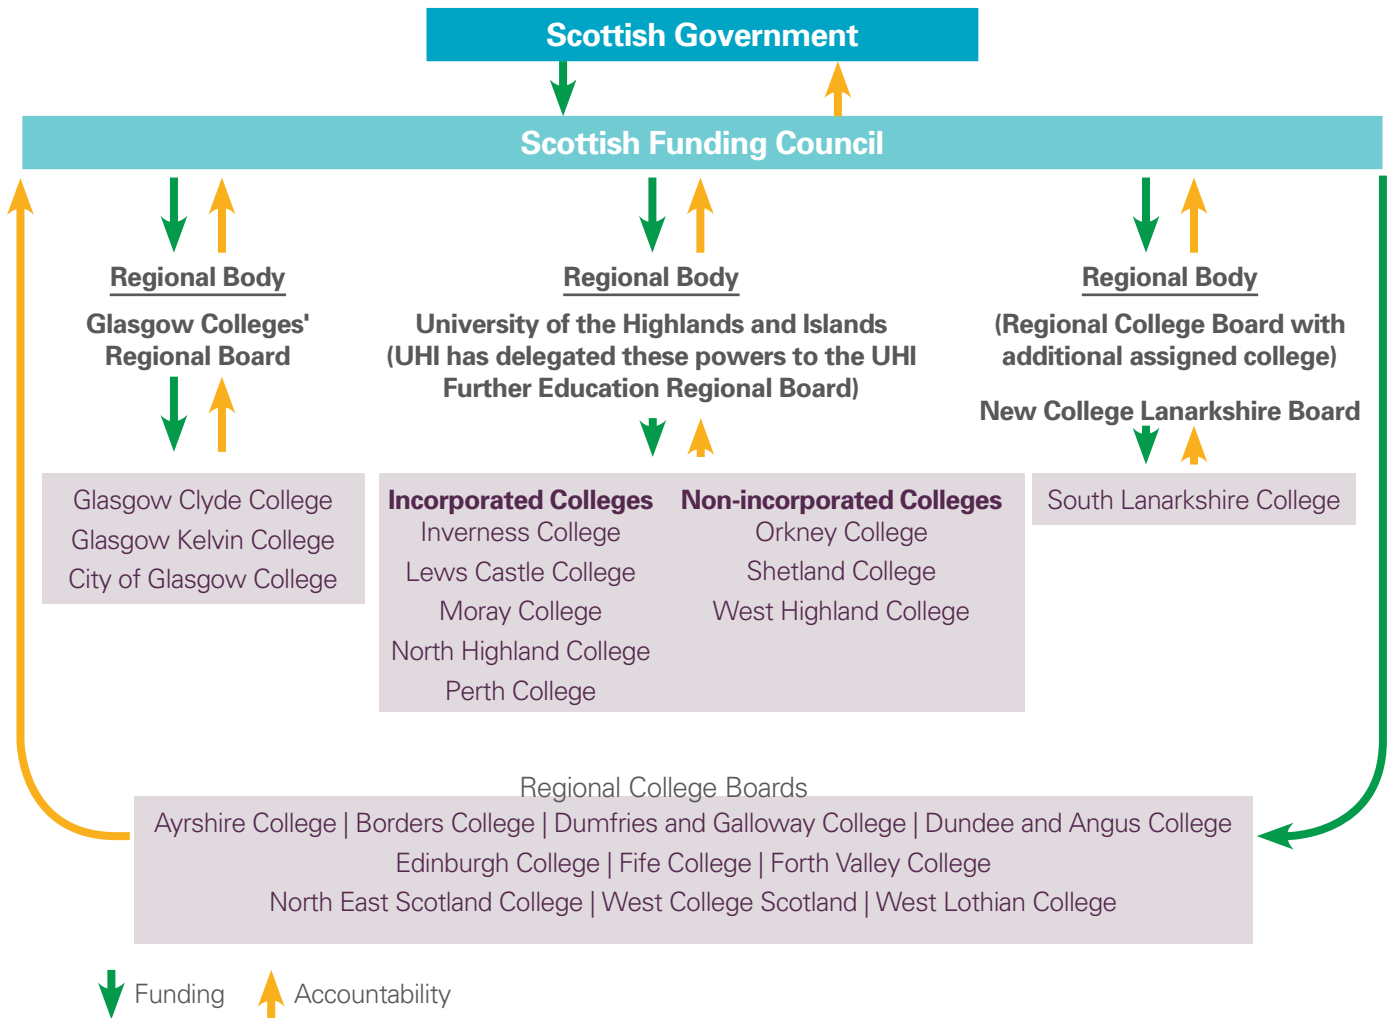 Scottish Government
Scottish Funding Council
Regional Body
Glasgow Colleges'
Regional Board
Glasgow Clyde College
Glasgow Kelvin College
City of Glasgow College
Regional Body
University of the Highlands and Islands
(UHI has delegated these powers to the UHI
Further Education Regional Board)
Incorporated Colleges
Inverness College
Lews Castle College
Moray College
North Highland College
Perth College
Non-incorporated Colleges
Orkney College
Shetland College
West Highland College
Regional Body
(Regional College Board with
additional assigned college)
New College Lanarkshire Board
South Lanarkshire College
Regional College Boards
Ayrshire College | Borders College | Dumfries and Galloway College | Dundee and Angus College
Edinburgh College | Fife College | Forth Valley College
North East Scotland College | West College Scotland | West Lothian College
Funding
Accountability